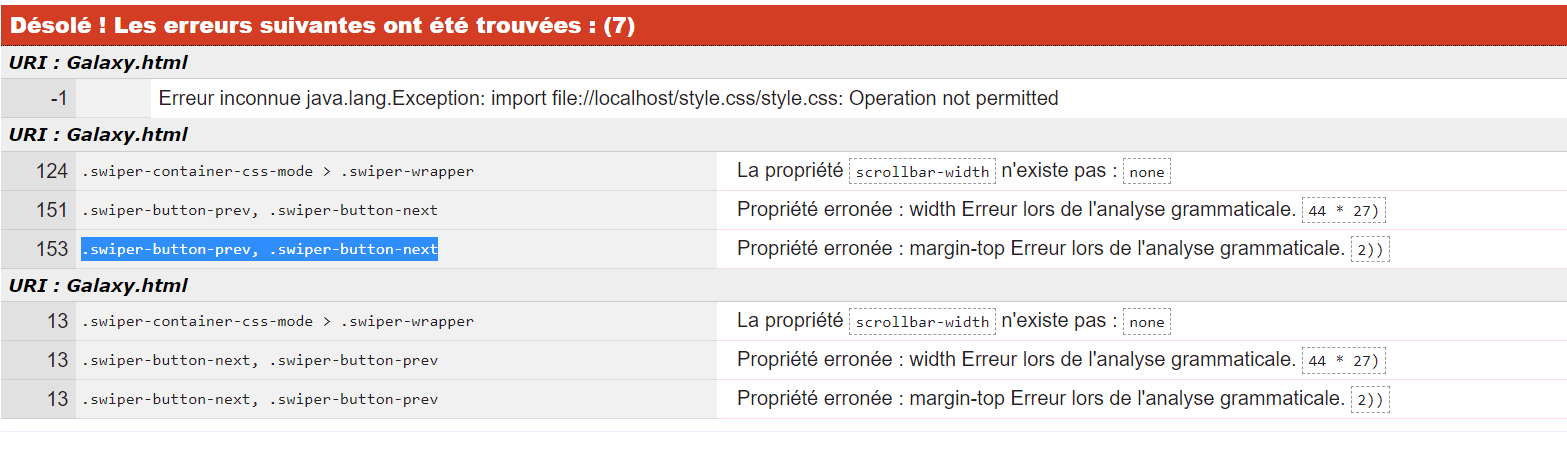 Désolé ! Les erreurs suivantes ont été trouvées : (7)
URI : Galaxy.html
-1 Erreur inconnue java.lang.Exception: import file://localhost/style.css/style.css: Operation not permitted
URI : Galaxy.html
124 .swiper-container-css-mode > .swiper-wrapper La propriété scrollbar-width n'existe pas : none
151 .swiper-button-prev, .swiper-button-next Propriété erronée : width Erreur lors de l'analyse grammaticale. 44 * 27)
153 .swiper-button-prev, .swiper-button-next Propriété erronée : margin-top Erreur lors de l'analyse grammaticale. 2))
URI : Galaxy.html
13 .swiper-container-css-mode > .swiper-wrapper La propriété scrollbar-width n'existe pas : none
13 .swiper-button-next, .swiper-button-prev Propriété erronée : width Erreur lors de l'analyse grammaticale. 44 * 27)
13 .swiper-button-next, .swiper-button-prev Propriété erronée : margin-top Erreur lors de l'analyse grammaticale. 2))